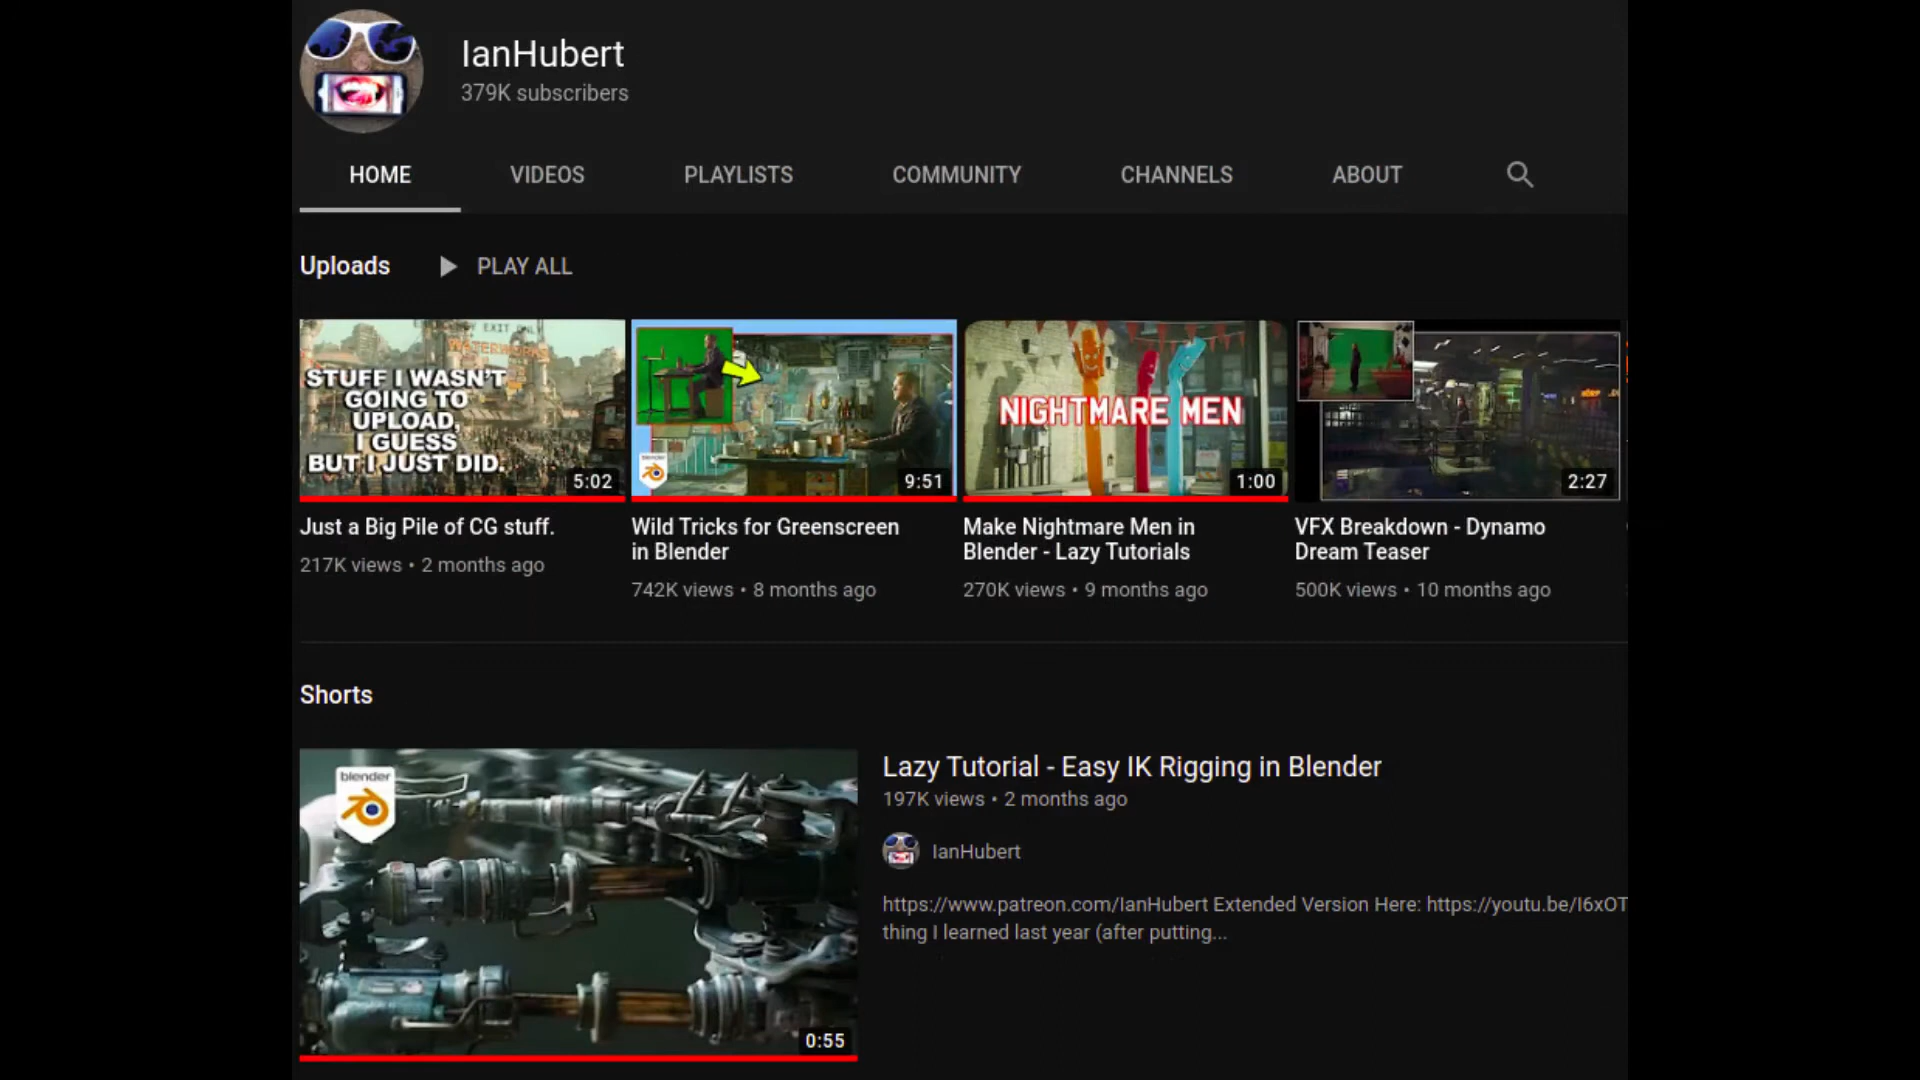 IanHubert
379K subscribers
HOME VIDEOS PLAYLISTS COMMUNITY CHANNELS ABOUT
Uploads PLAY ALL
EXIT ONLY
WATERWORKS
STUFF I WASN'T
GOING TO
UPLOAD,
I GUESS
BUT I JUST DID.
5:02
Just a Big Pile of CG stuff.
217K views • 2 months ago
blender
9:51
Wild Tricks for Greenscreen
in Blender
742K views • 8 months ago
NIGHTMARE MEN
1:00
Make Nightmare Men in
Blender - Lazy Tutorials
270K views • 9 months ago
2:27
VFX Breakdown - Dynamo
Dream Teaser
500K views • 10 months ago
Shorts
blender
0:55
Lazy Tutorial - Easy IK Rigging in Blender
197K views • 2 months ago
IanHubert
https://www.patreon.com/IanHubert Extended Version Here: https://youtu.be/I6xOT
thing I learned last year (after putting...